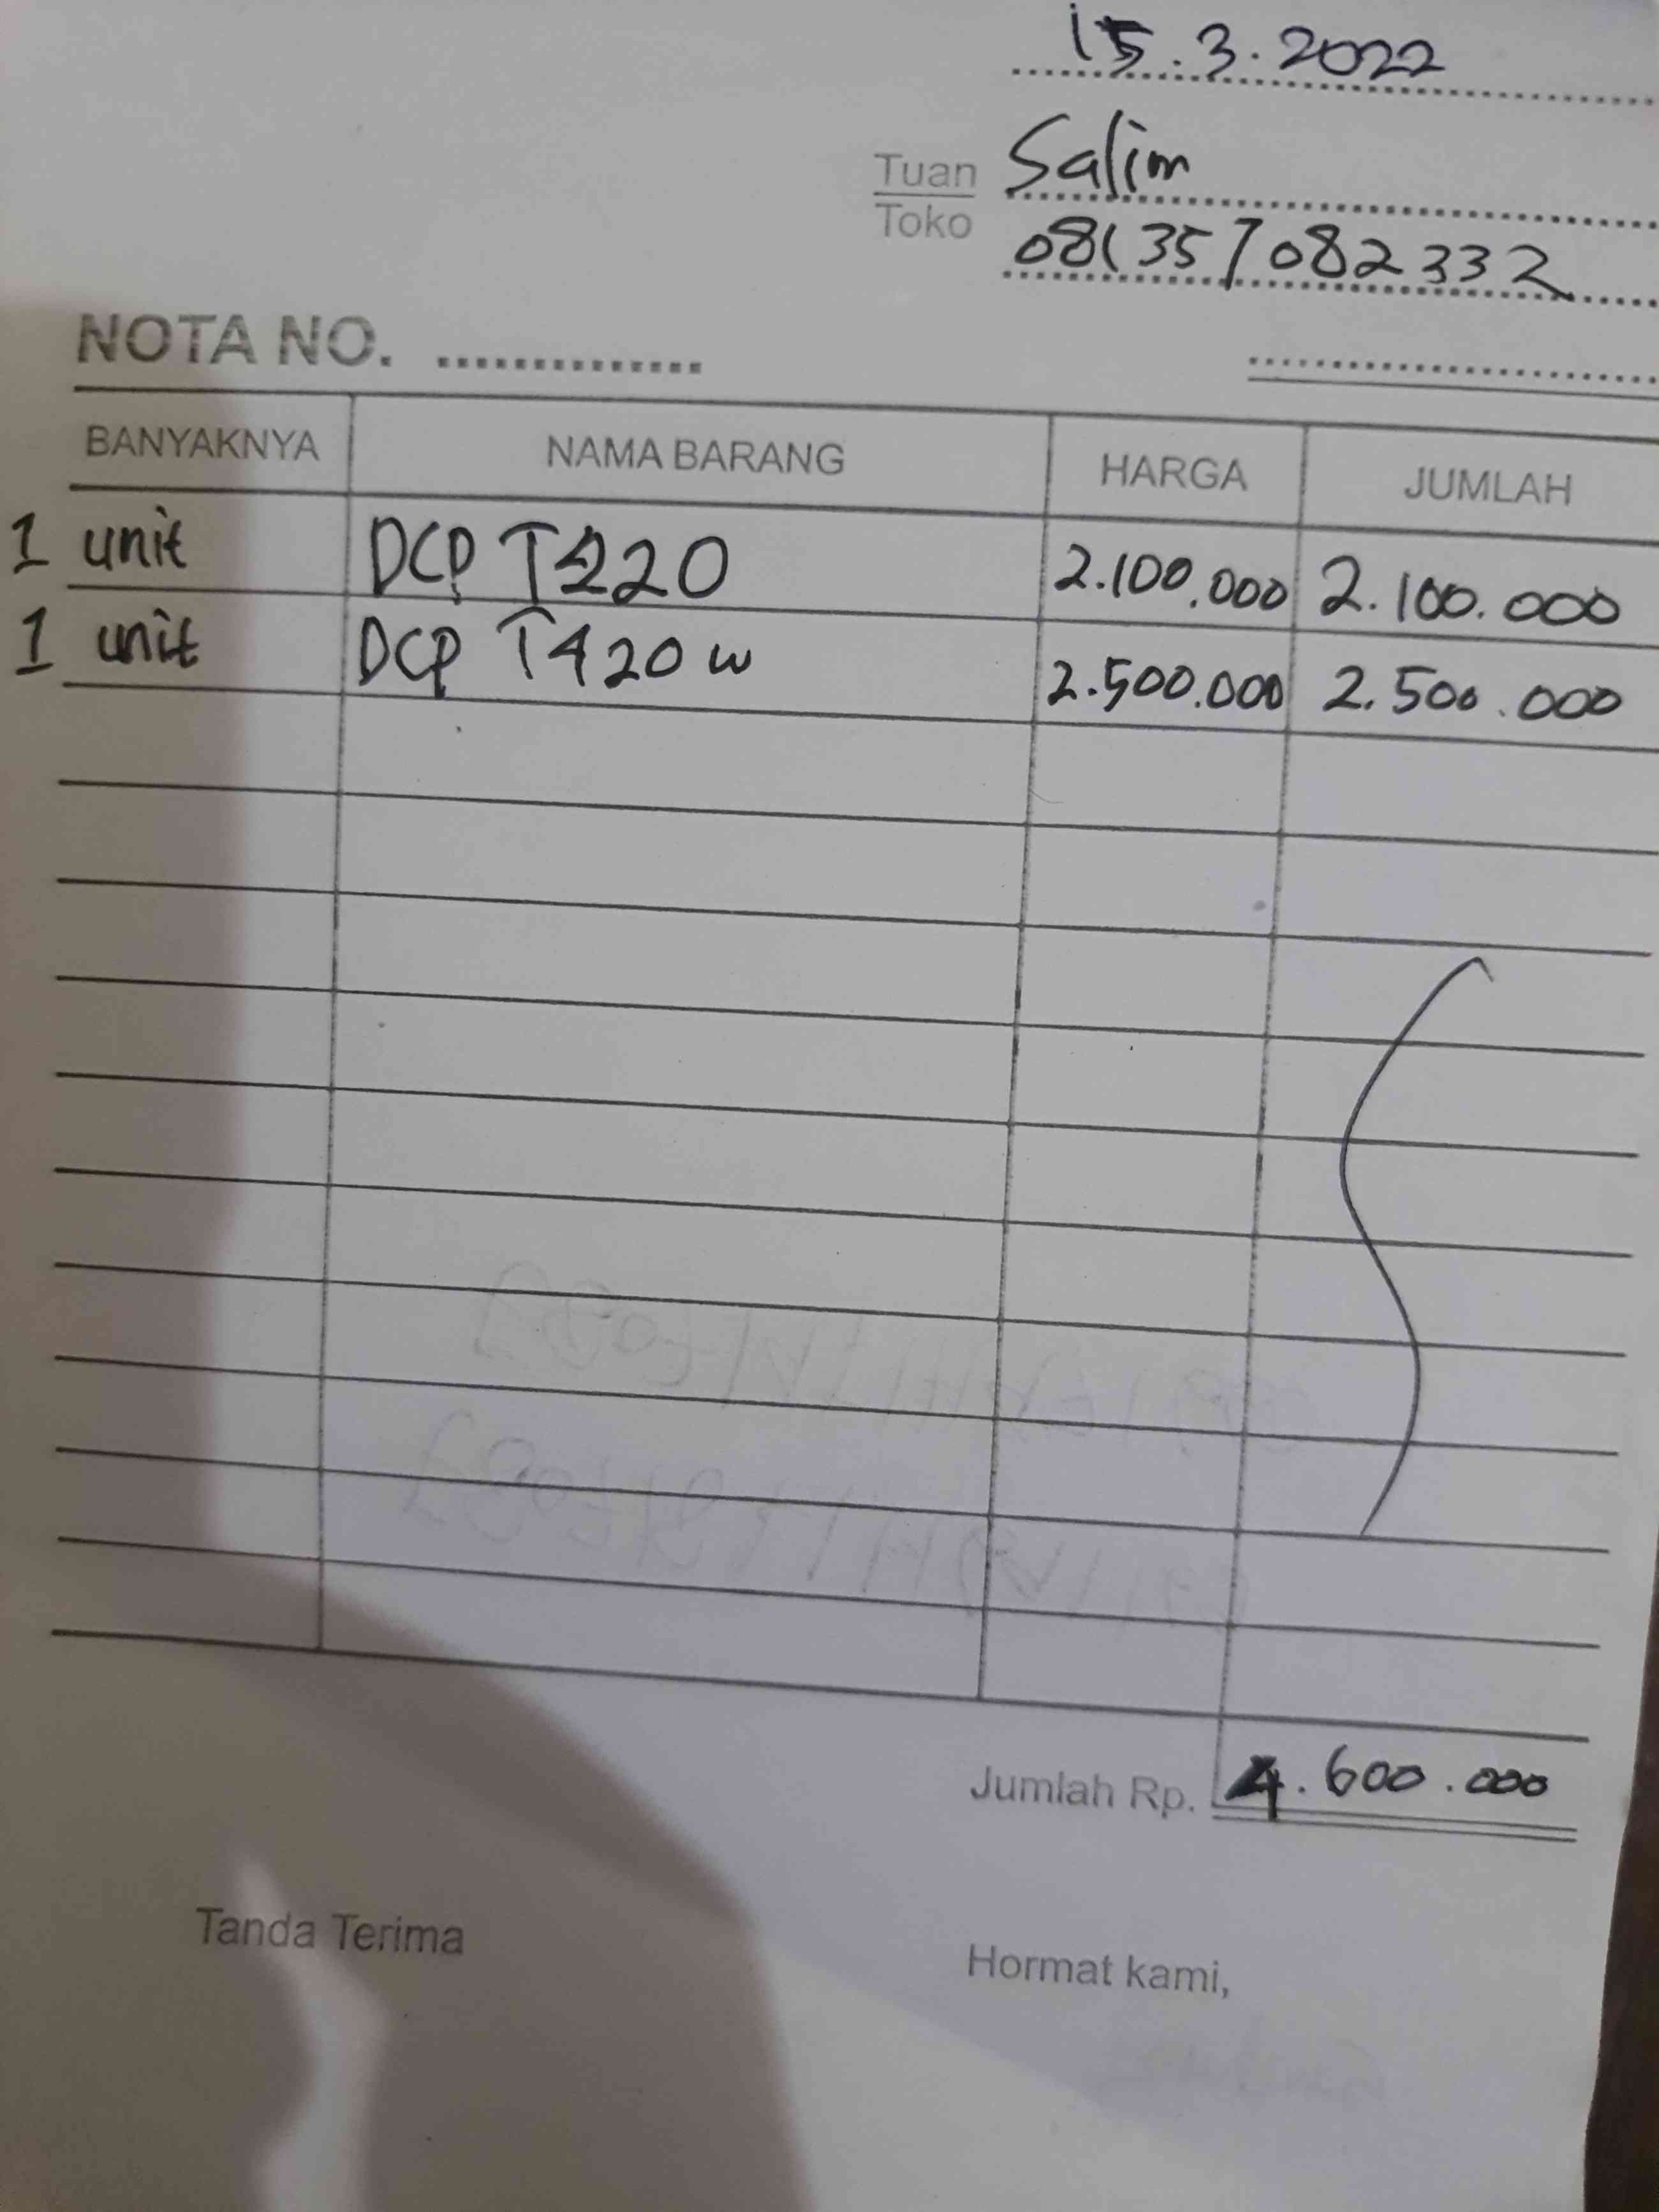 15.3.2022
Tuan Salim
Toko 081357082332
NOTA NO. ..............
BANYAKNYA NAMA BARANG HARGA JUMLAH
1 unit DCP T220 2.100.000 2.100.000
1 unit DCP T420 w 2.500.000 2.500.000
Jumlah Rp. 4.600.000
Tanda Terima Hormat kami,